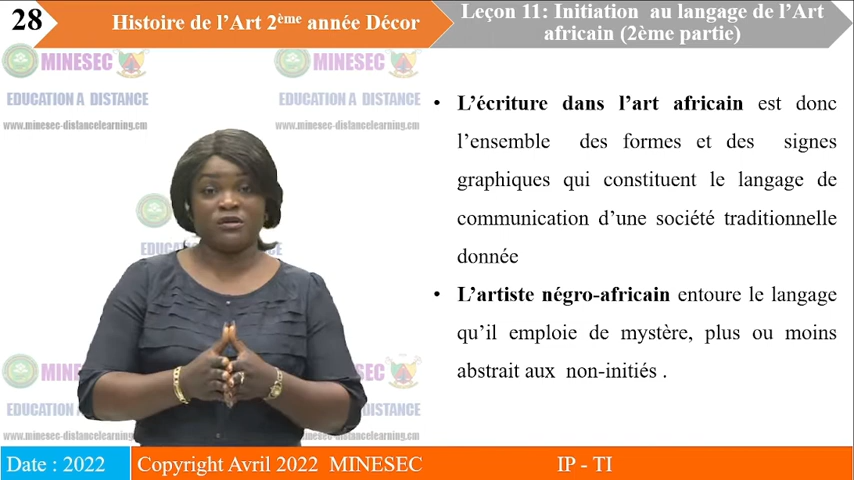 28
Histoire de l’Art 2ème année Décor
Leçon 11: Initiation au langage de l’Art
africain (2ème partie)
MINESEC
MINESEC
EDUCATION A DISTANCE
EDUCATION A DISTANCE
www.minesec-distancelearning.cm
www.minesec-distancelearning.cm
• L’écriture dans l’art africain est donc
l’ensemble des formes et des signes
graphiques qui constituent le langage de
communication d’une société traditionnelle
donnée
• L’artiste négro-africain entoure le langage
qu’il emploie de mystère, plus ou moins
abstrait aux non-initiés .
Date : 2022
Copyright Avril 2022 MINESEC
IP - TI